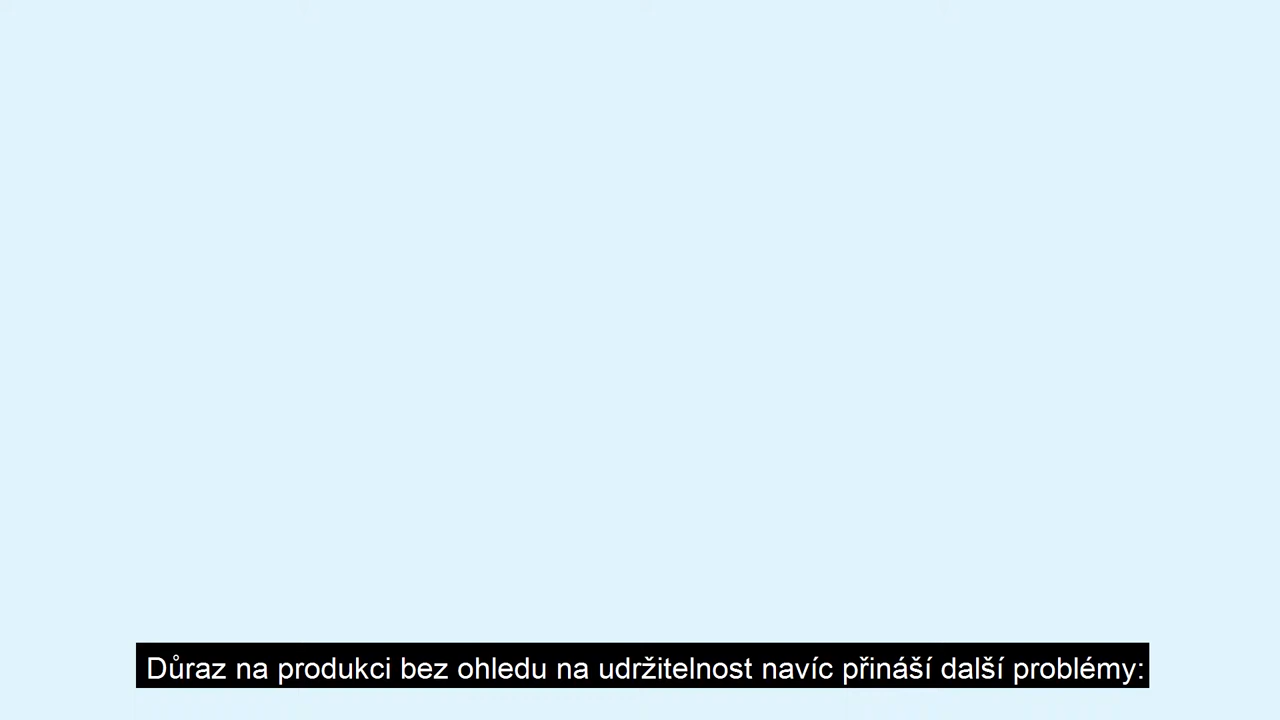 Důraz na produkci bez ohledu na udržitelnost navíc přináší další problémy: